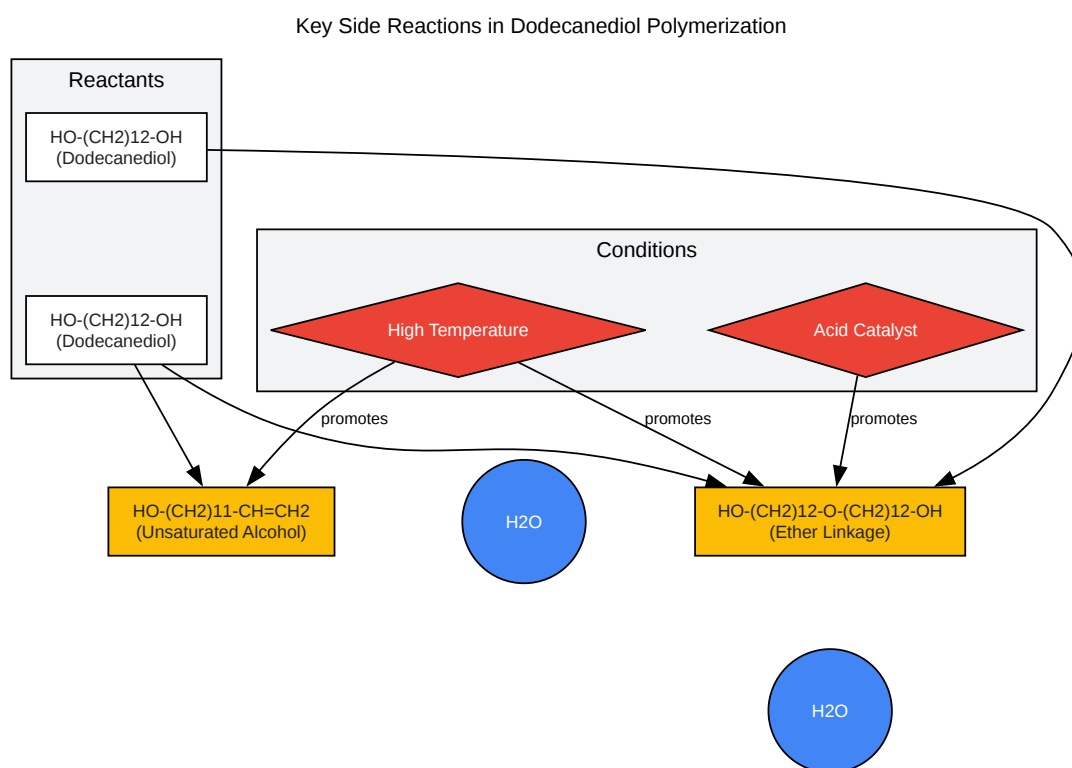 Key Side Reactions in Dodecanediol Polymerization
Reactants
HO-(CH2)12-OH
(Dodecanediol)
Conditions
HO-(CH2)12-OH
(Dodecanediol)
High Temperature
Acid Catalyst
promotes
promotes
promotes
HO-(CH2)11-CH=CH2
(Unsaturated Alcohol)
H2O
HO-(CH2)12-O-(CH2)12-OH
(Ether Linkage)
H2O